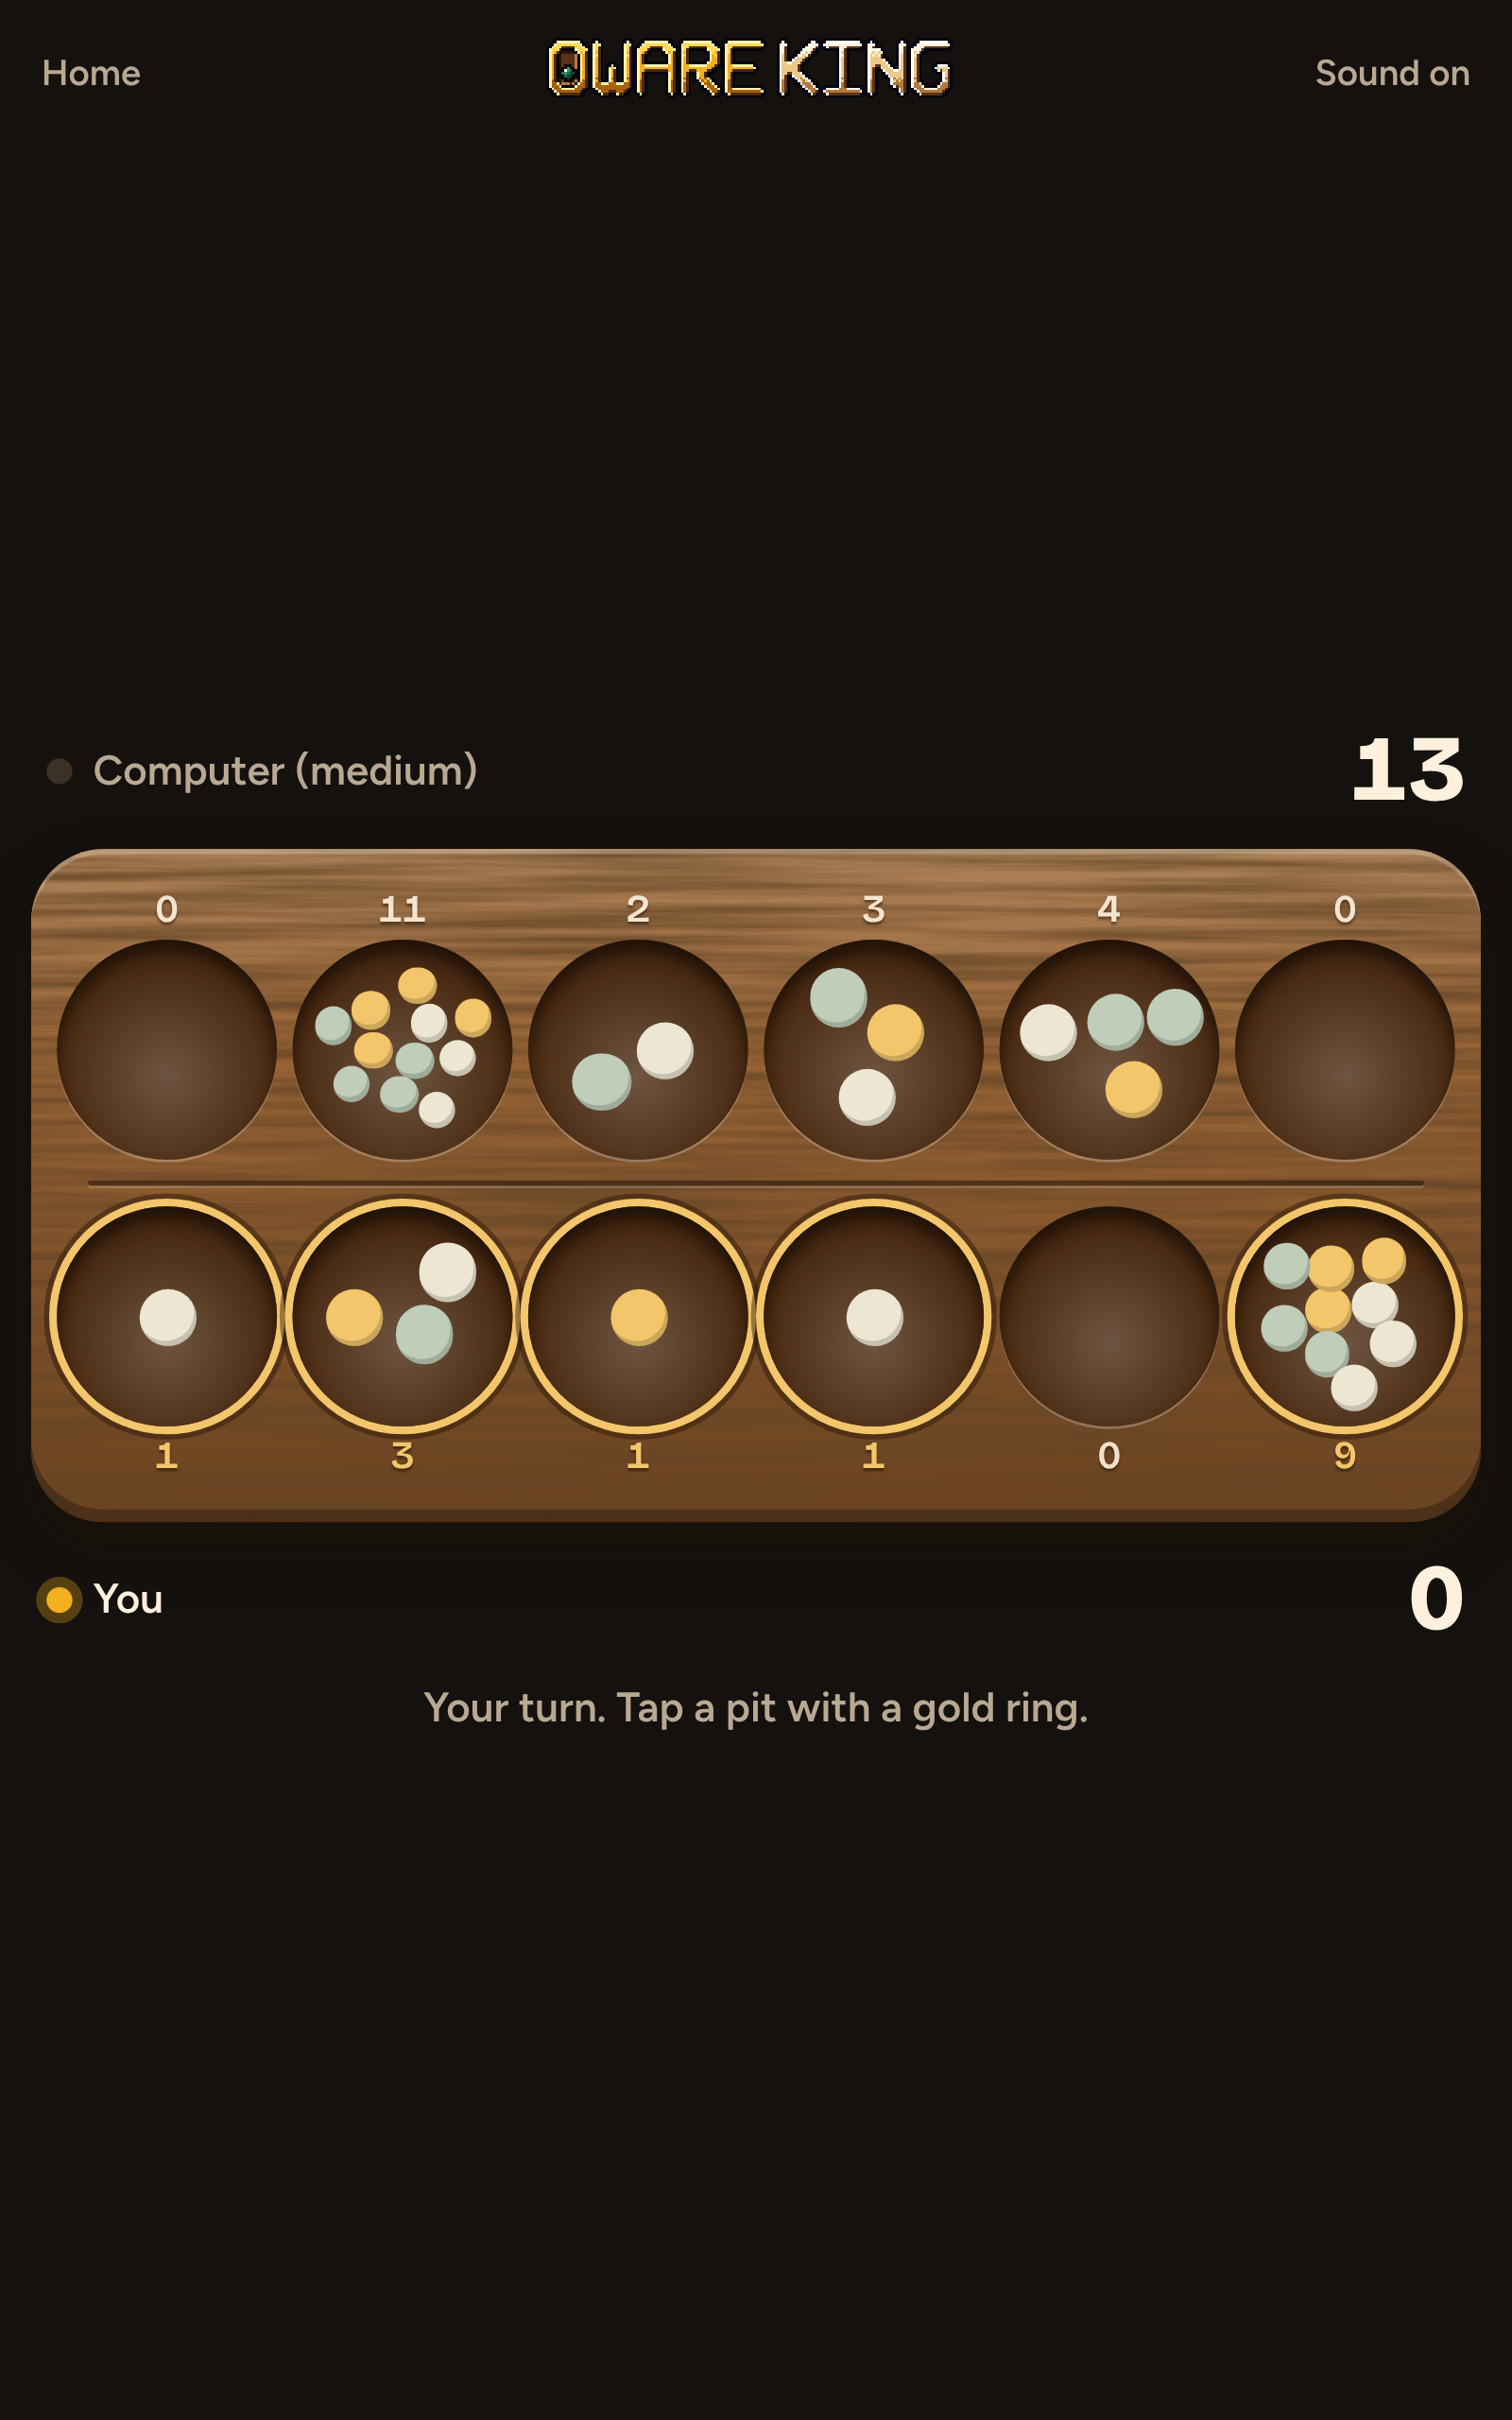 Home
OWARE KING
Sound on
Computer (medium)
13
0 11 2 3 4 0
1 3 1 1 0 9
You
0
Your turn. Tap a pit with a gold ring.